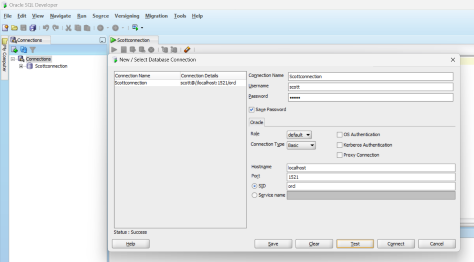 Oracle SQL Developer
File Edit View Navigate Run Source Versioning Migration Tools Help
Connections
Scottconnection
Connections
Scottconnection
New / Select Database Connection
Connection Name Connection Details
Scottconnection scott@//localhost:1521/ord
Connection Name Scottconnection
Username scott
Password ••••••
Save Password
Oracle
Role default OS Authentication
Connection Type Basic Kerberos Authentication
Proxy Connection
Hostname localhost
Port 1521
SID ord
Service name
Status : Success
Help Save Clear Test Connect Cancel